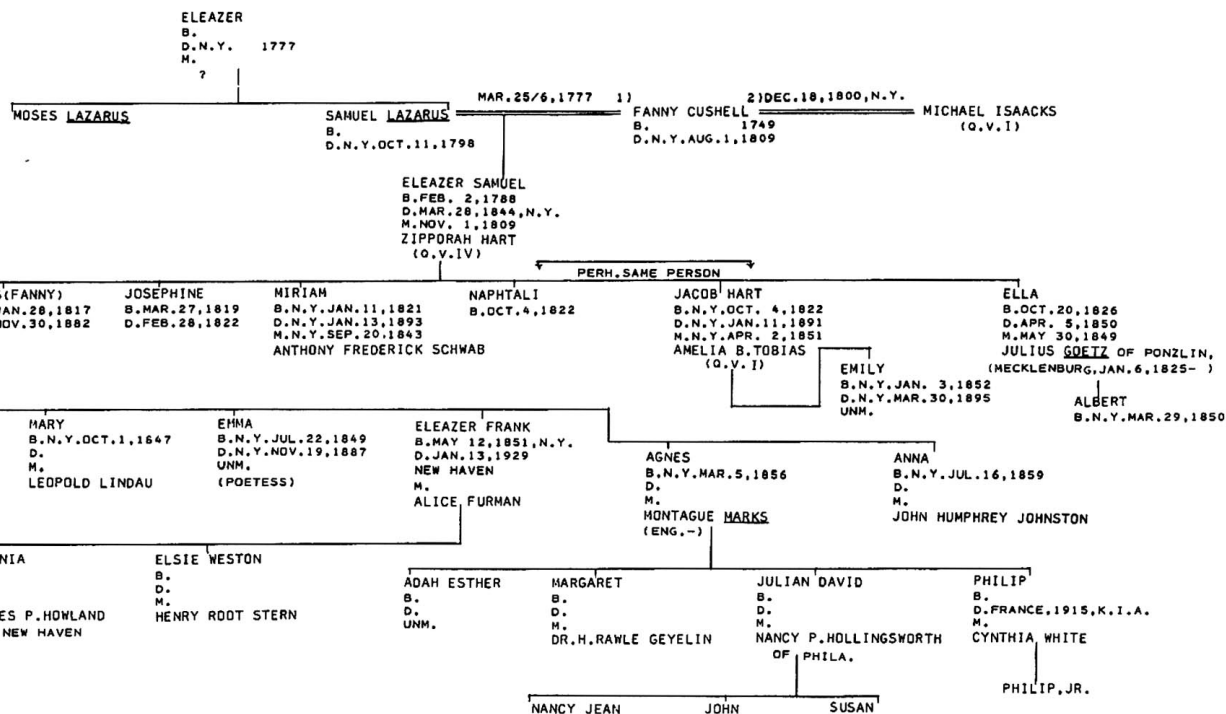 ELEAZER
B.
D.N.Y. 1777
M.
?
MOSES LAZARUS
SAMUEL LAZARUS
B.
D.N.Y.OCT.11,1798
MAR.25/6,1777 1)
FANNY CUSHELL
B. 1749
D.N.Y.AUG.1,1809
2)DEC.18,1800,N.Y.
MICHAEL ISAACKS
(Q.V.I)
ELEAZER SAMUEL
B.FEB. 2,1788
D.MAR.28,1844,N.Y.
M.NOV. 1,1809
ZIPPORAH HART
(Q.V.IV)
PERH.SAME PERSON
(FANNY)
JAN.28,1817
NOV.30,1882
JOSEPHINE
B.MAR.27,1819
D.FEB.28,1822
MIRIAM
B.N.Y.JAN.11,1821
D.N.Y.JAN.13,1893
M.N.Y.SEP.20,1843
ANTHONY FREDERICK SCHWAB
NAPHTALI
B.OCT.4,1822
JACOB HART
B.N.Y.OCT. 4,1822
D.N.Y.JAN.11,1891
M.N.Y.APR. 2,1851
AMELIA B.TOBIAS
(Q.V.I)
EMILY
B.N.Y.JAN. 3,1852
D.N.Y.MAR.30,1895
UNM.
ELLA
B.OCT.20,1826
D.APR. 5,1850
M.MAY 30,1849
JULIUS GOETZ OF PONZLIN,
(MECKLENBURG,JAN.6,1825- )
ALBERT
B.N.Y.MAR.29,1850
MARY
B.N.Y.OCT.1,1647
D.
M.
LEOPOLD LINDAU
EMMA
B.N.Y.JUL.22,1849
D.N.Y.NOV.19,1887
UNM.
(POETESS)
ELEAZER FRANK
B.MAY 12,1851,N.Y.
D.JAN.13,1929
NEW HAVEN
M.
ALICE FURMAN
AGNES
B.N.Y.MAR.5,1856
D.
M.
MONTAGUE MARKS
(ENG.-)
ANNA
B.N.Y.JUL.16,1859
D.
M.
JOHN HUMPHREY JOHNSTON
NIA
ES P.HOWLAND
NEW HAVEN
ELSIE WESTON
B.
D.
M.
HENRY ROOT STERN
ADAH ESTHER
B.
D.
UNM.
MARGARET
B.
D.
M.
DR.H.RAWLE GEYELIN
JULIAN DAVID
B.
D.
M.
NANCY P.HOLLINGSWORTH
OF PHILA.
PHILIP
B.
D.FRANCE,1915,K.I.A.
M.
CYNTHIA WHITE
PHILIP,JR.
NANCY JEAN
JOHN
SUSAN